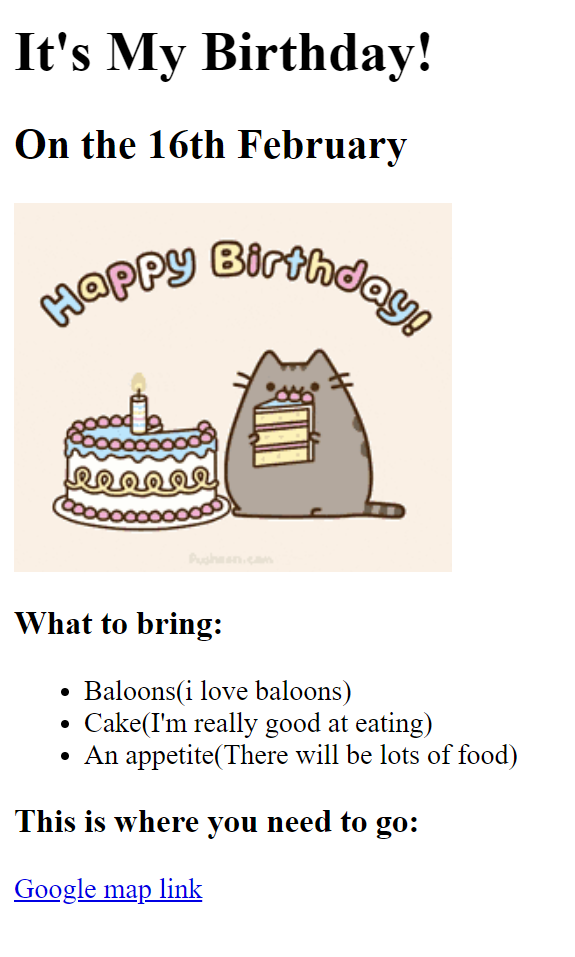 It's My Birthday!
On the 16th February
Happy Birthday!
Pusheen.com
What to bring:
Baloons(i love baloons)
Cake(I'm really good at eating)
An appetite(There will be lots of food)
This is where you need to go:
Google map link